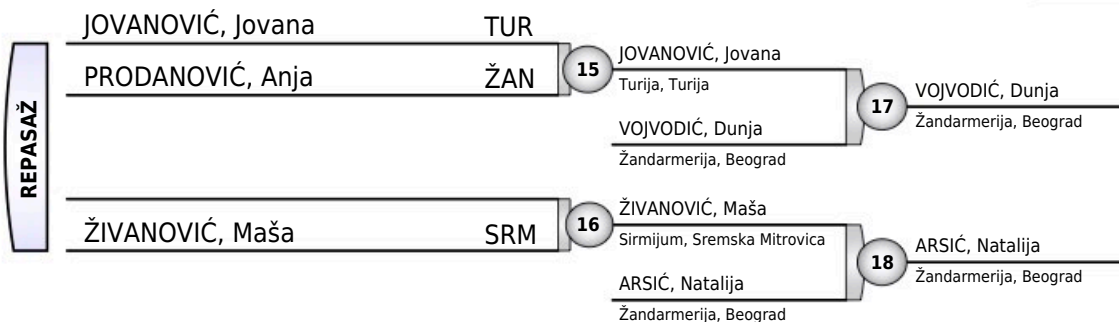 REPASAŽ
JOVANOVIĆ, Jovana TUR
PRODANOVIĆ, Anja ŽAN
15
JOVANOVIĆ, Jovana
Turija, Turija
VOJVODIĆ, Dunja
Žandarmerija, Beograd
17
VOJVODIĆ, Dunja
Žandarmerija, Beograd
ŽIVANOVIĆ, Maša SRM
16
ŽIVANOVIĆ, Maša
Sirmijum, Sremska Mitrovica
ARSIĆ, Natalija
Žandarmerija, Beograd
18
ARSIĆ, Natalija
Žandarmerija, Beograd